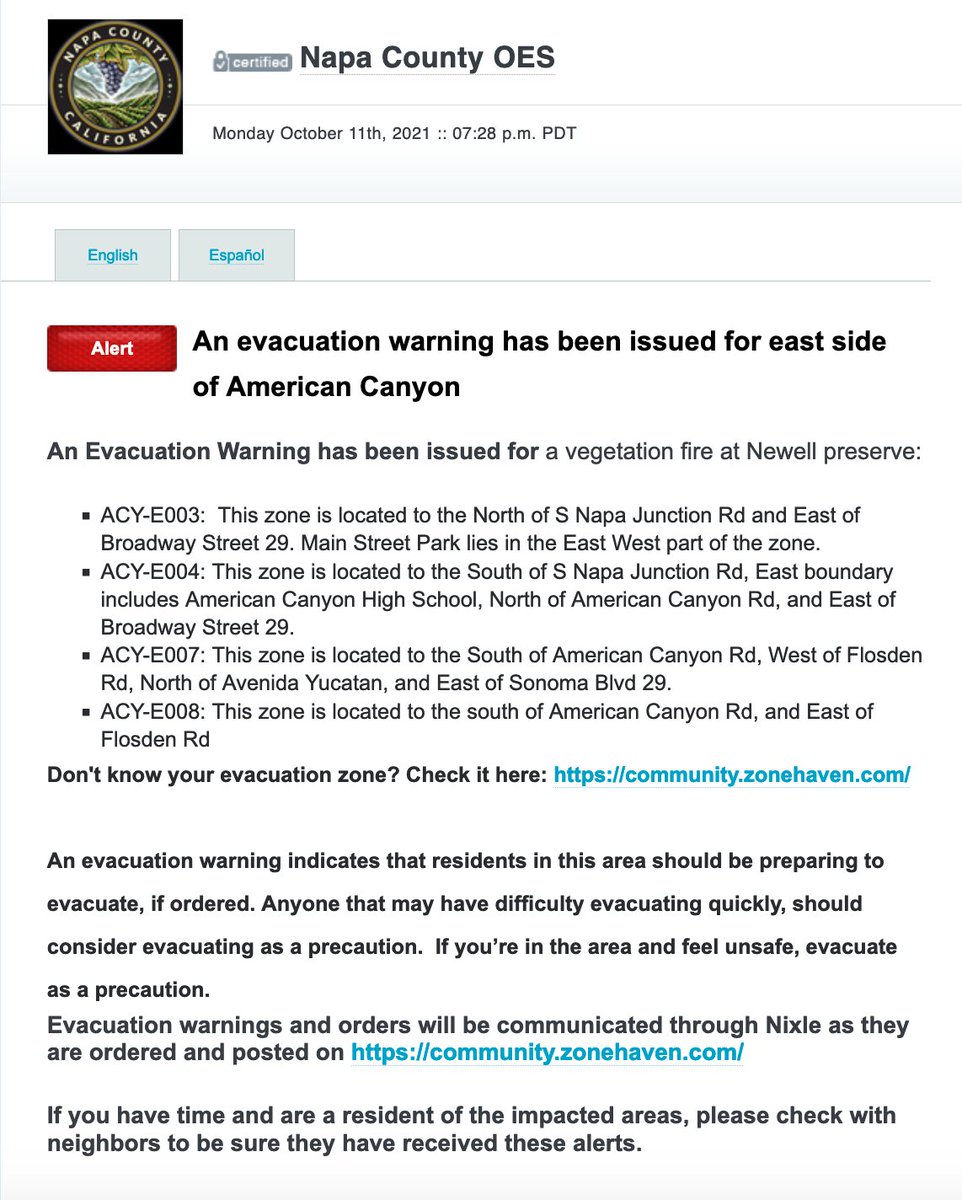 NAPA COUNTY
CALIFORNIA
certified Napa County OES
Monday October 11th, 2021 :: 07:28 p.m. PDT
English Español
Alert
An evacuation warning has been issued for east side
of American Canyon
An Evacuation Warning has been issued for a vegetation fire at Newell preserve:
▪ ACY-E003:  This zone is located to the North of S Napa Junction Rd and East of
Broadway Street 29. Main Street Park lies in the East West part of the zone.
▪ ACY-E004: This zone is located to the South of S Napa Junction Rd, East boundary
includes American Canyon High School, North of American Canyon Rd, and East of
Broadway Street 29.
▪ ACY-E007: This zone is located to the South of American Canyon Rd, West of Flosden
Rd, North of Avenida Yucatan, and East of Sonoma Blvd 29.
▪ ACY-E008: This zone is located to the south of American Canyon Rd, and East of
Flosden Rd
Don't know your evacuation zone? Check it here: https://community.zonehaven.com/
An evacuation warning indicates that residents in this area should be preparing to
evacuate, if ordered. Anyone that may have difficulty evacuating quickly, should
consider evacuating as a precaution.  If you’re in the area and feel unsafe, evacuate
as a precaution.
Evacuation warnings and orders will be communicated through Nixle as they
are ordered and posted on https://community.zonehaven.com/
If you have time and are a resident of the impacted areas, please check with
neighbors to be sure they have received these alerts.